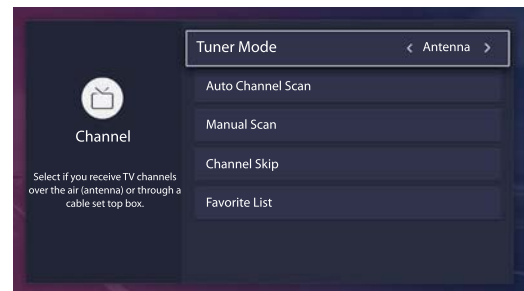 Channel
Select if you receive TV channels
over the air (antenna) or through a
cable set top box.
Tuner Mode < Antenna >
Auto Channel Scan
Manual Scan
Channel Skip
Favorite List